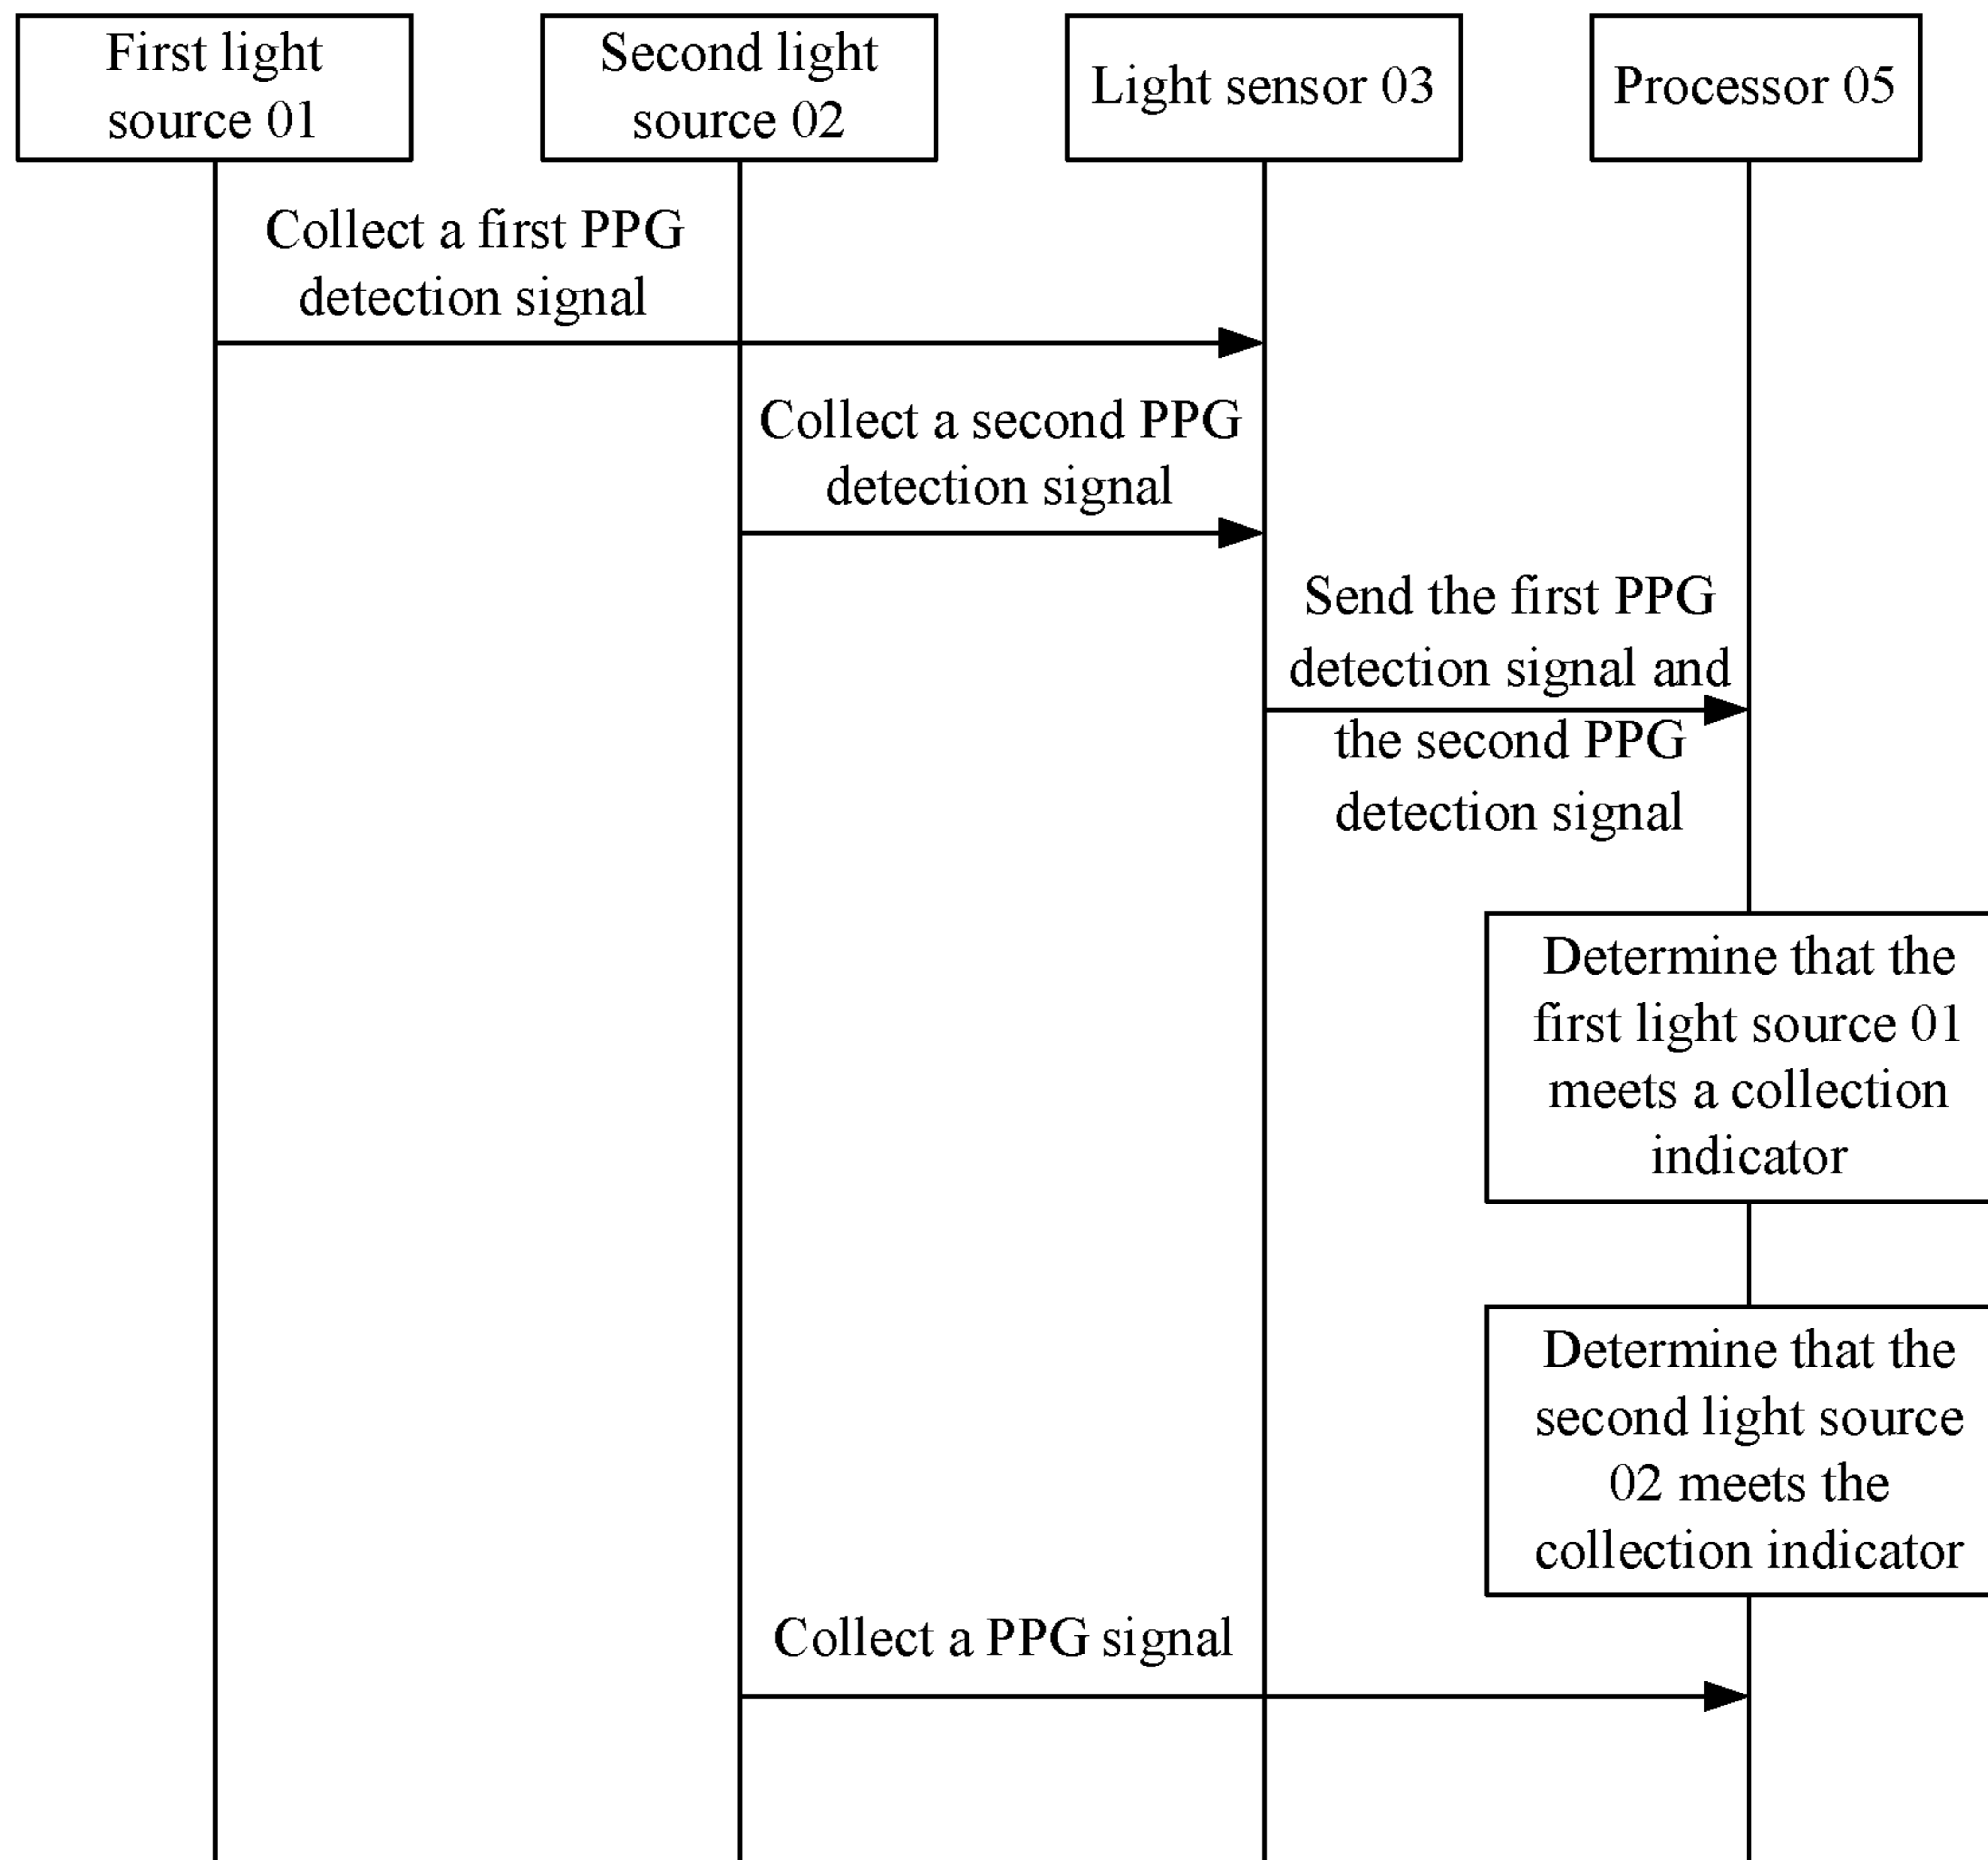 First light
source 01
Second light
source 02
Light sensor 03
Processor 05
Collect a first PPG
detection signal
Collect a second PPG
detection signal
Send the first PPG
detection signal and
the second PPG
detection signal
Determine that the
first light source 01
meets a collection
indicator
Determine that the
second light source
02 meets the
collection indicator
Collect a PPG signal